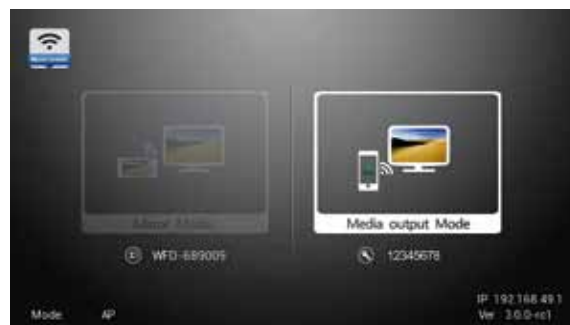 Mirror Mode
Media output Mode
WFD-689005
12345678
IP 192.168.49.1
Mode: AP
Ver 3.0.0-rc1